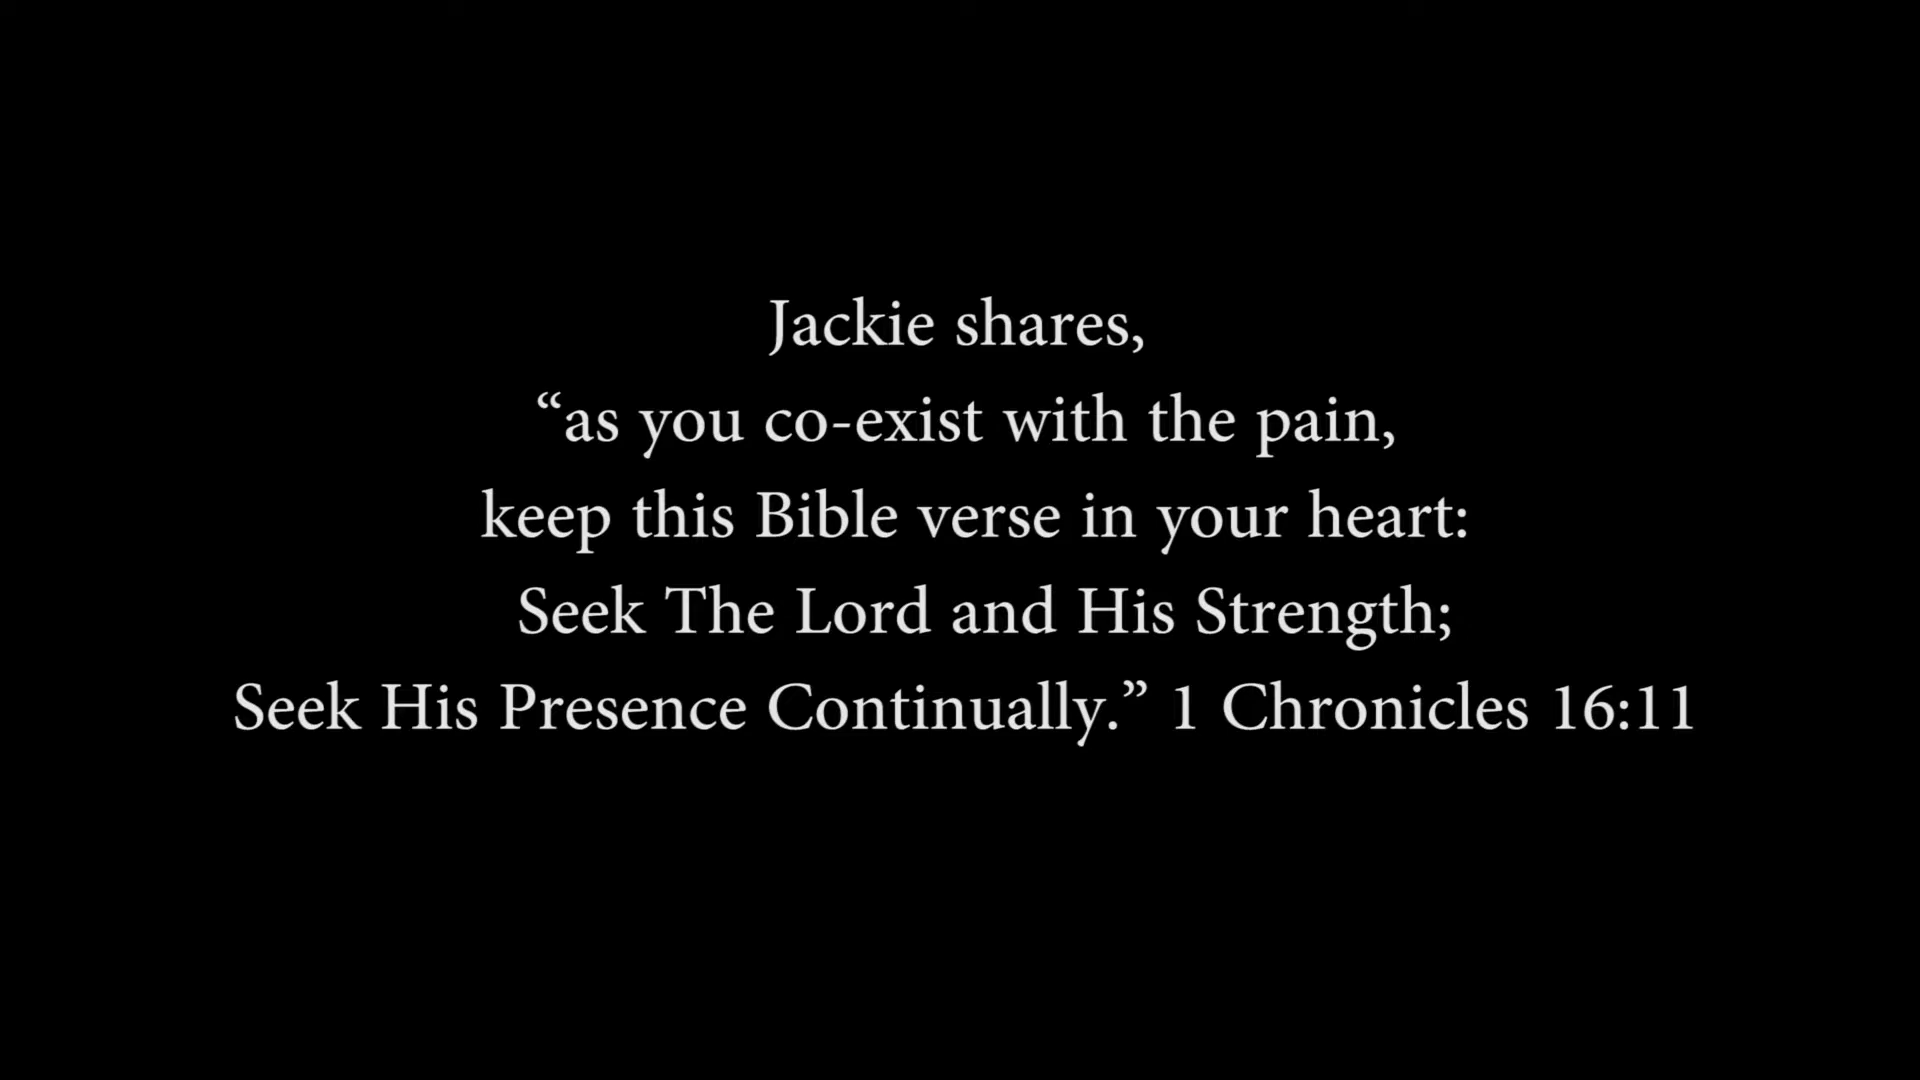 Jackie shares,
“as you co-exist with the pain,
keep this Bible verse in your heart:
Seek The Lord and His Strength;
Seek His Presence Continually.” 1 Chronicles 16:11